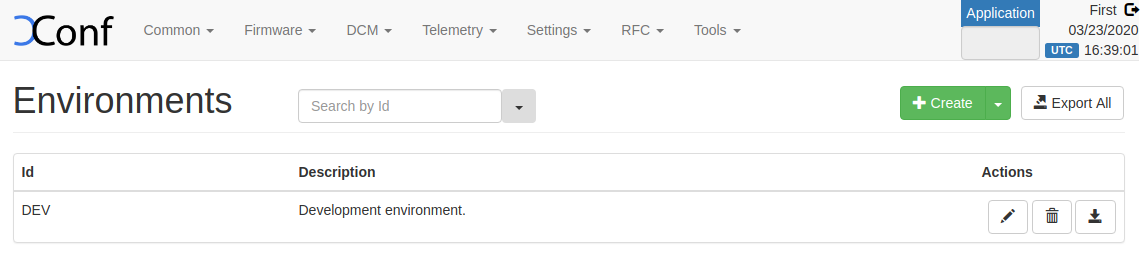 XConf Common Firmware DCM Telemetry Settings RFC Tools Application First
03/23/2020
UTC 16:39:01
Environments Search by Id Create Export All
Id Description Actions
DEV Development environment.